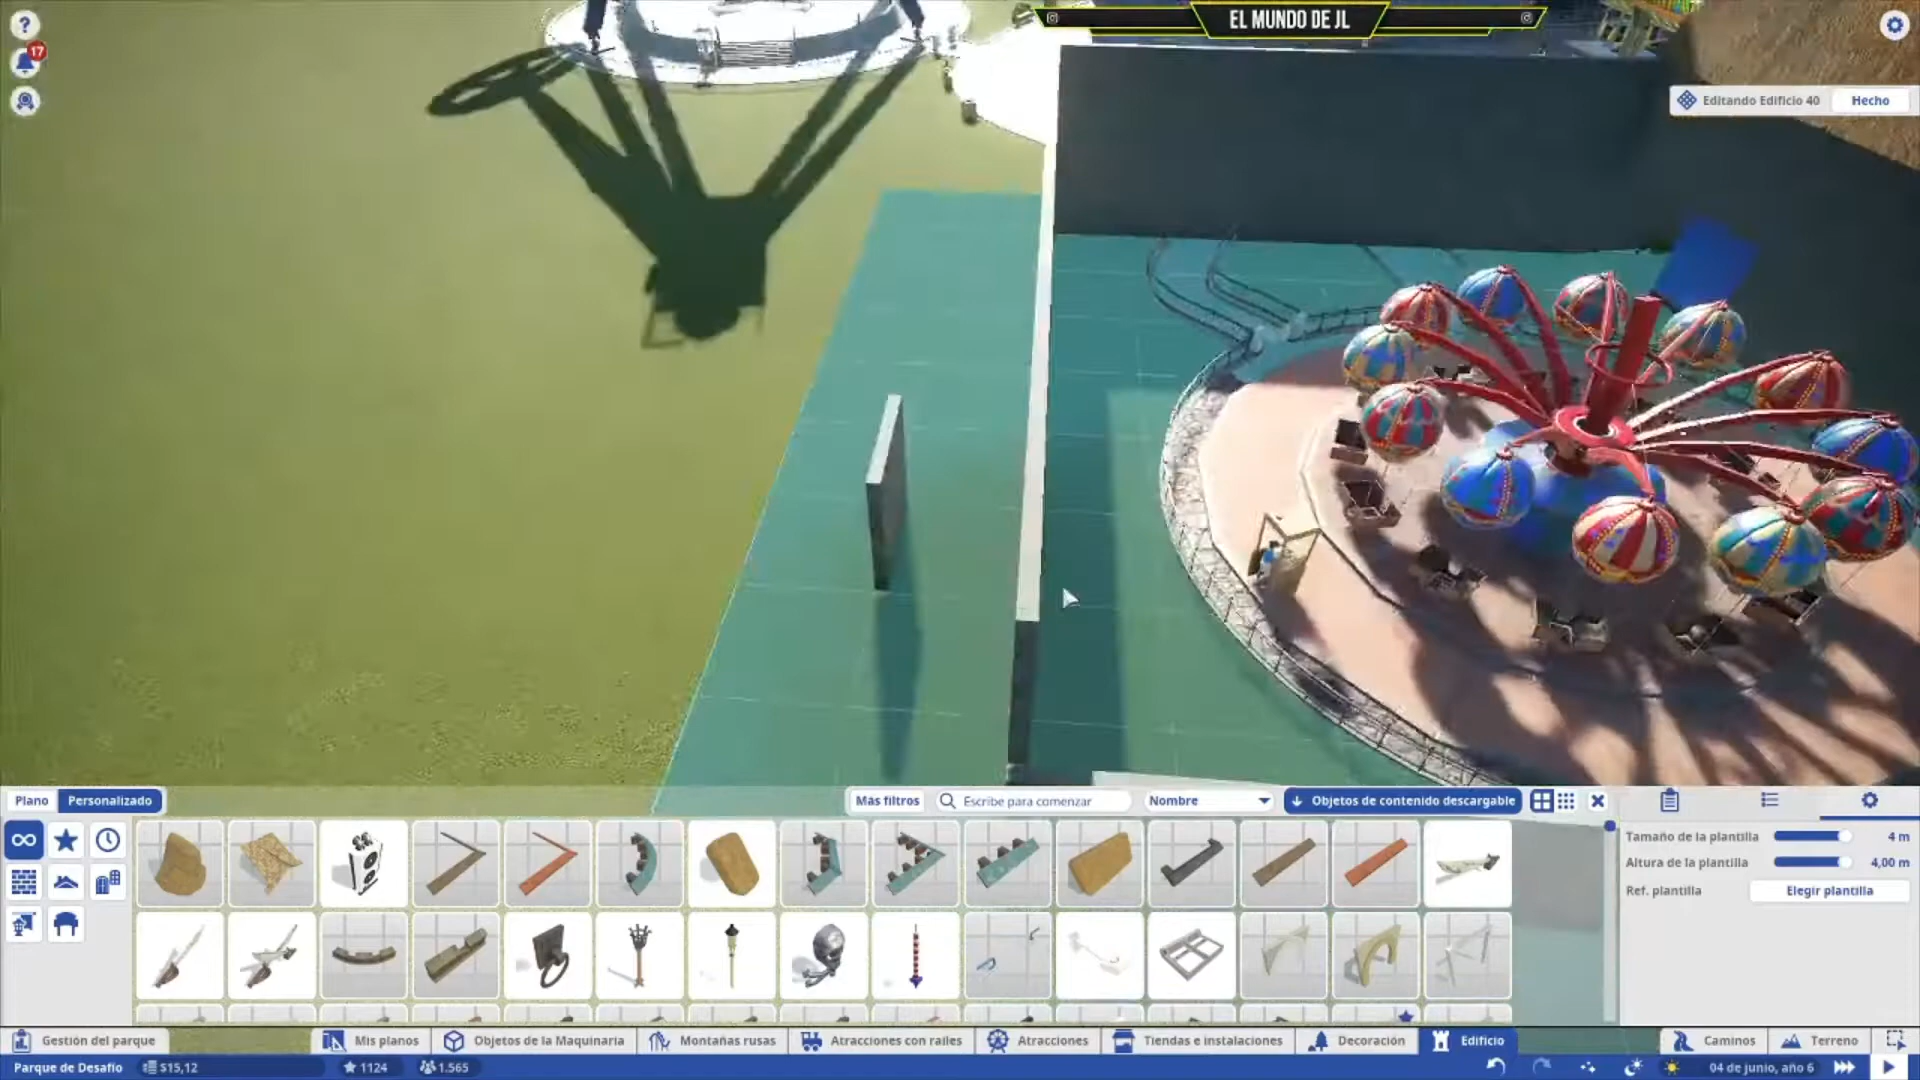 ?
17
EL MUNDO DE JL
Editando Edificio 40
Hecho
Plano
Personalizado
Más filtros
Escribe para comenzar
Nombre
Objetos de contenido descargable
Tamaño de la plantilla
4 m
Altura de la plantilla
4,00 m
Ref. plantilla
Elegir plantilla
Gestión del parque
Mis planos
Objetos de la Maquinaria
Montañas rusas
Atracciones con raíles
Atracciones
Tiendas e instalaciones
Decoración
Edificio
Caminos
Terreno
Parque de Desafío
$15,12
1124
1.565
04 de junio, año 6